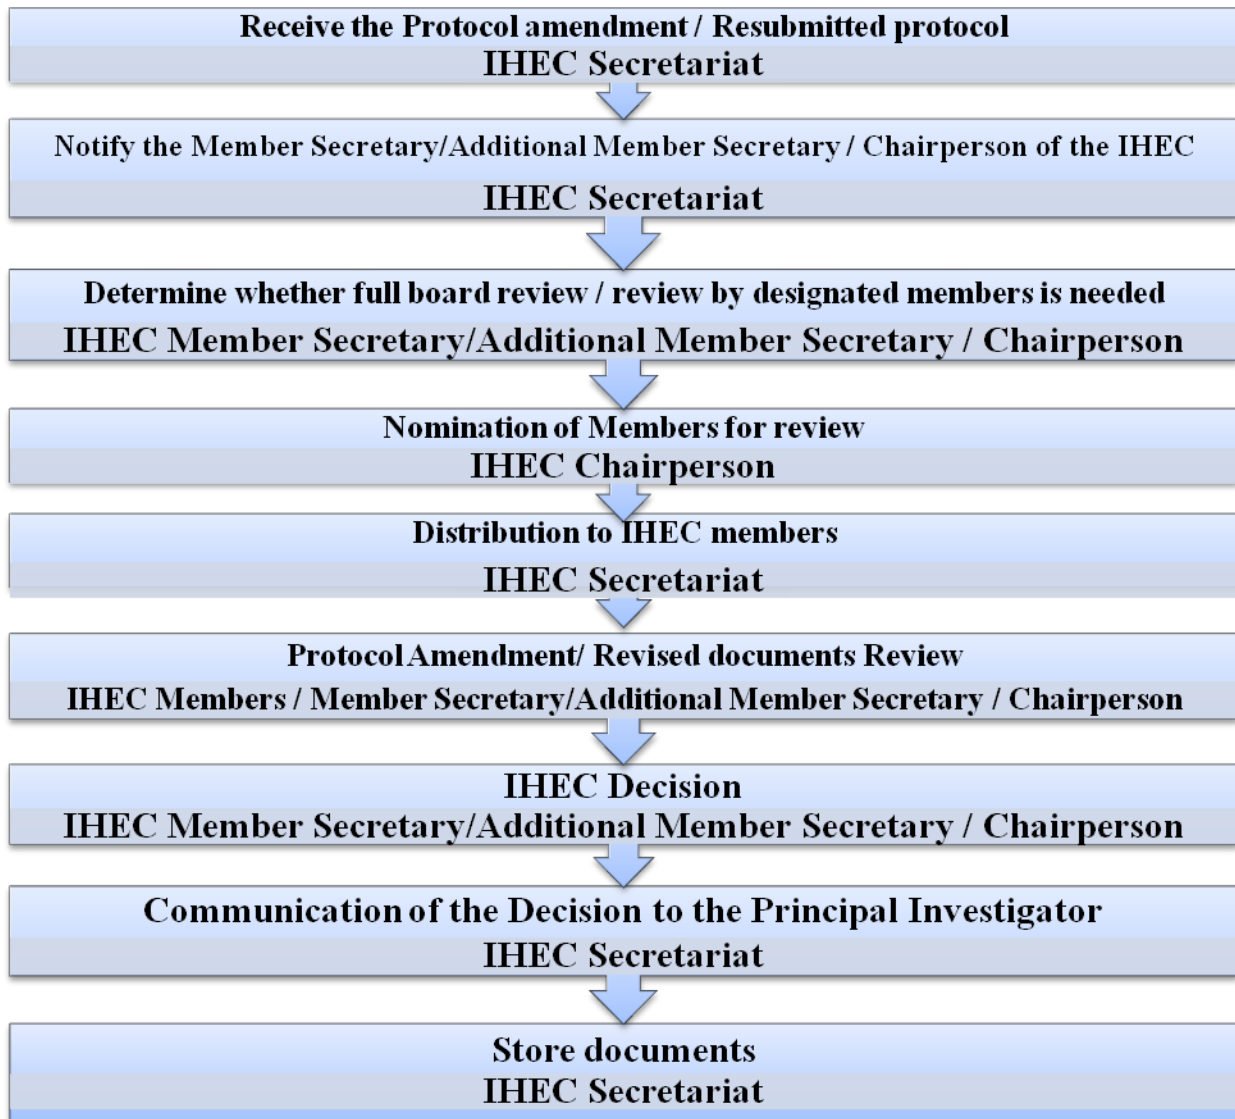 Receive the Protocol amendment / Resubmitted protocol
IHEC Secretariat
Notify the Member Secretary/Additional Member Secretary / Chairperson of the IHEC
IHEC Secretariat
Determine whether full board review / review by designated members is needed
IHEC Member Secretary/Additional Member Secretary / Chairperson
Nomination of Members for review
IHEC Chairperson
Distribution to IHEC members
IHEC Secretariat
Protocol Amendment/ Revised documents Review
IHEC Members / Member Secretary/Additional Member Secretary / Chairperson
IHEC Decision
IHEC Member Secretary/Additional Member Secretary / Chairperson
Communication of the Decision to the Principal Investigator
IHEC Secretariat
Store documents
IHEC Secretariat